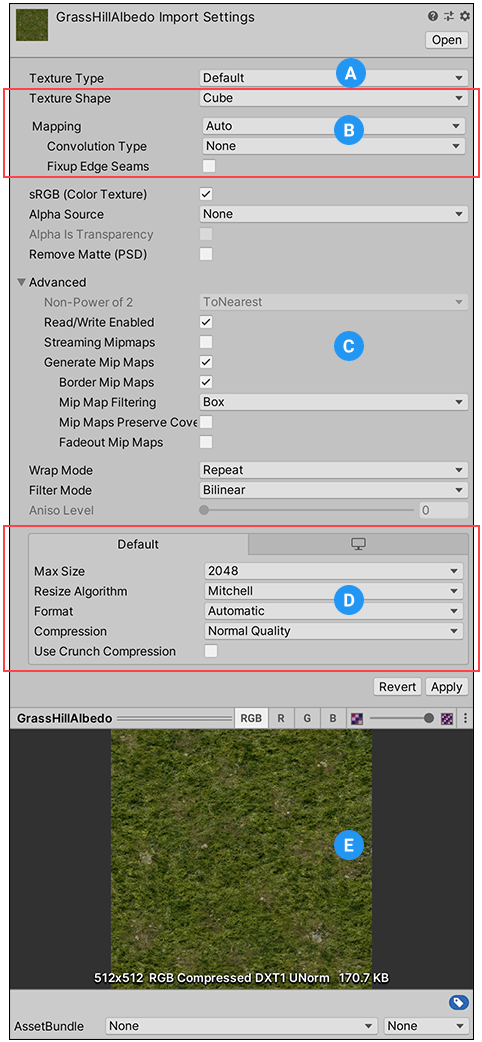 GrassHillAlbedo Import Settings
Open
Texture Type Default
A
Texture Shape Cube
Mapping Auto
B
Convolution Type None
Fixup Edge Seams
sRGB (Color Texture)
Alpha Source None
Alpha Is Transparency
Remove Matte (PSD)
Advanced
Non-Power of 2 ToNearest
Read/Write Enabled
Streaming Mipmaps
C
Generate Mip Maps
Border Mip Maps
Mip Map Filtering Box
Mip Maps Preserve Cove
Fadeout Mip Maps
Wrap Mode Repeat
Filter Mode Bilinear
Aniso Level 0
Default
Max Size 2048
Resize Algorithm Mitchell
D
Format Automatic
Compression Normal Quality
Use Crunch Compression
Revert Apply
GrassHillAlbedo RGB R G B
E
512x512 RGB Compressed DXT1 UNorm 170.7 KB
AssetBundle None None